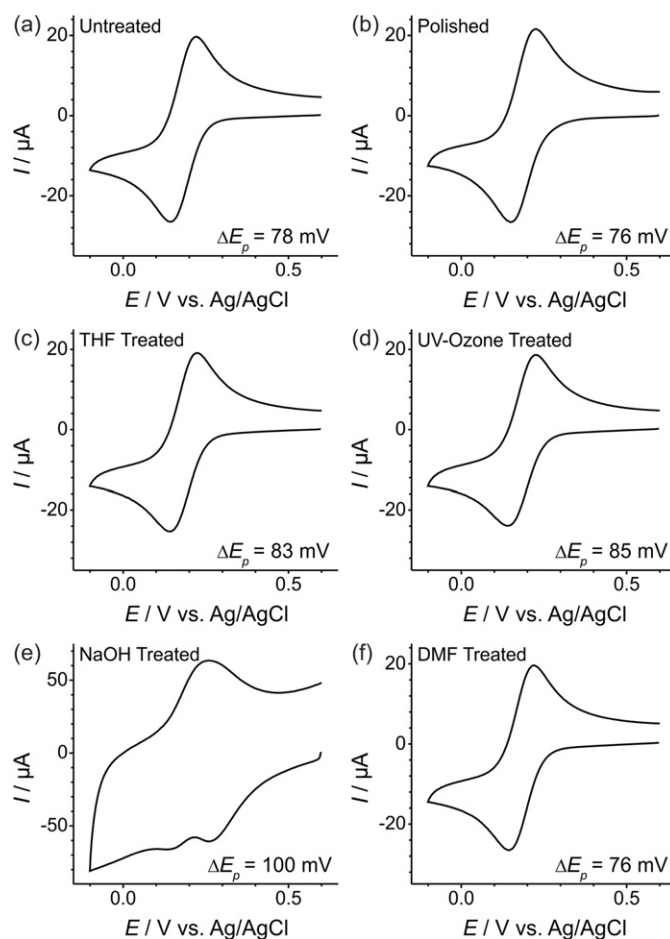 (a) Untreated
20
0
-20
I / μA
ΔEp = 78 mV
0.0 0.5
E / V vs. Ag/AgCl
(b) Polished
20
0
-20
I / μA
ΔEp = 76 mV
0.0 0.5
E / V vs. Ag/AgCl
(c) THF Treated
20
0
-20
I / μA
ΔEp = 83 mV
0.0 0.5
E / V vs. Ag/AgCl
(d) UV-Ozone Treated
20
0
-20
I / μA
ΔEp = 85 mV
0.0 0.5
E / V vs. Ag/AgCl
(e) NaOH Treated
50
0
-50
I / μA
ΔEp = 100 mV
0.0 0.5
E / V vs. Ag/AgCl
(f) DMF Treated
20
0
-20
I / μA
ΔEp = 76 mV
0.0 0.5
E / V vs. Ag/AgCl